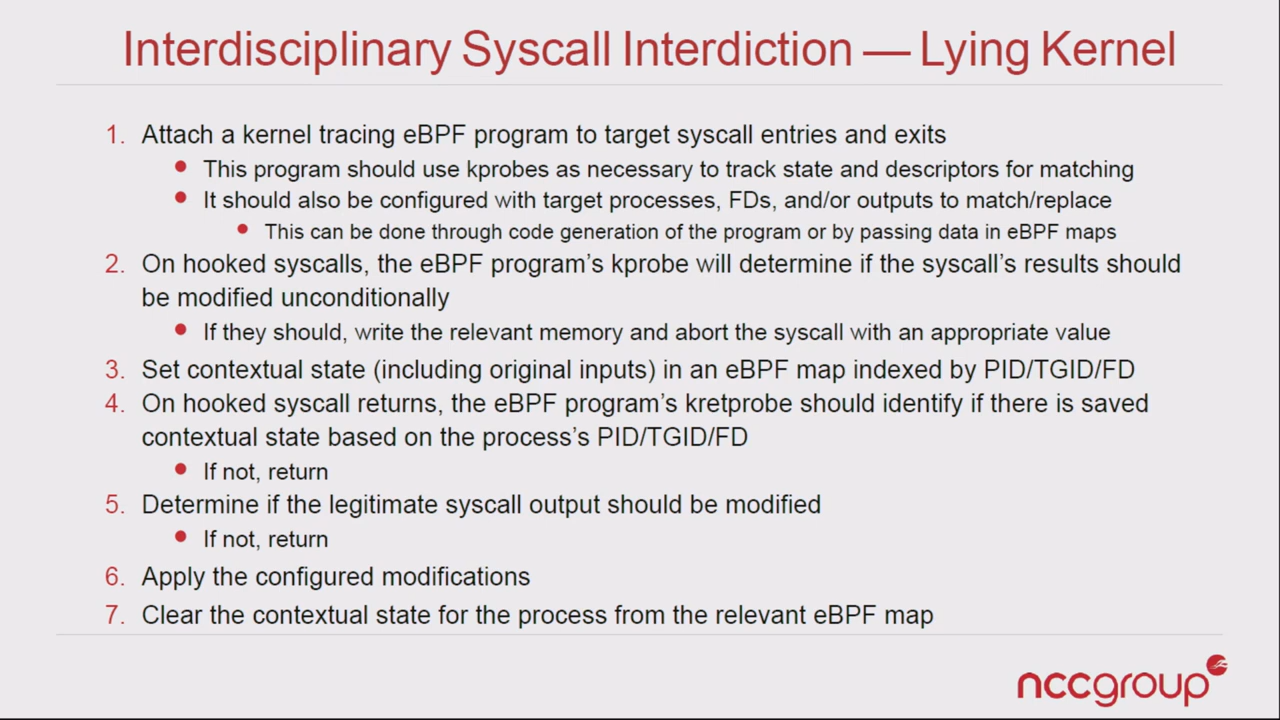 Interdisciplinary Syscall Interdiction — Lying Kernel
1. Attach a kernel tracing eBPF program to target syscall entries and exits
• This program should use kprobes as necessary to track state and descriptors for matching
• It should also be configured with target processes, FDs, and/or outputs to match/replace
• This can be done through code generation of the program or by passing data in eBPF maps
2. On hooked syscalls, the eBPF program’s kprobe will determine if the syscall’s results should
be modified unconditionally
• If they should, write the relevant memory and abort the syscall with an appropriate value
3. Set contextual state (including original inputs) in an eBPF map indexed by PID/TGID/FD
4. On hooked syscall returns, the eBPF program’s kretprobe should identify if there is saved
contextual state based on the process’s PID/TGID/FD
• If not, return
5. Determine if the legitimate syscall output should be modified
• If not, return
6. Apply the configured modifications
7. Clear the contextual state for the process from the relevant eBPF map
nccgroup